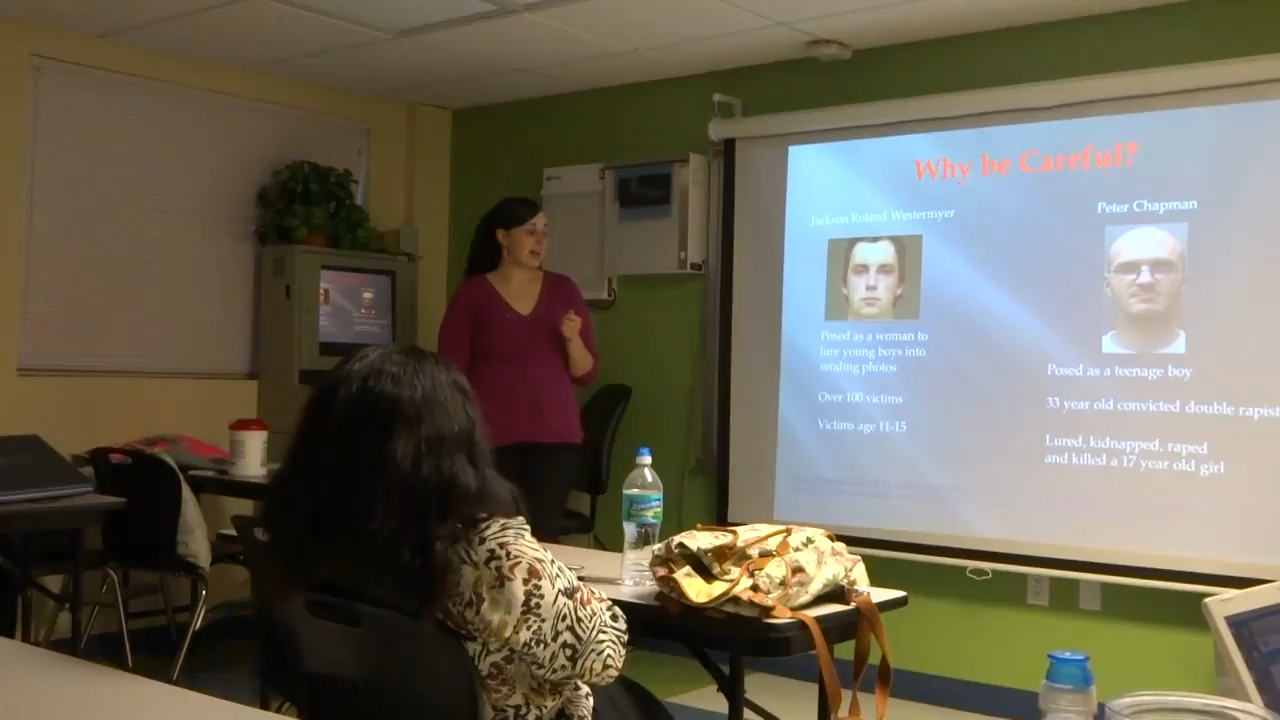 Why be Careful?
Jackson Roland Westermyer
Posed as a woman to
lure young boys into
sending photos
Over 100 victims
Victims age 11-15
Peter Chapman
Posed as a teenage boy
33 year old convicted double rapist
Lured, kidnapped, raped
and killed a 17 year old girl